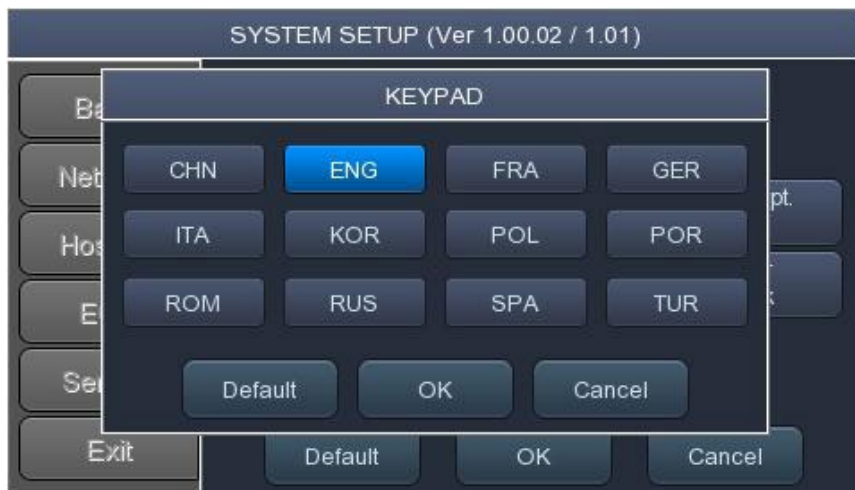 SYSTEM SETUP (Ver 1.00.02 / 1.01)
KEYPAD
CHN ENG FRA GER
ITA KOR POL POR
ROM RUS SPA TUR
Default OK Cancel
Exit
Default OK Cancel